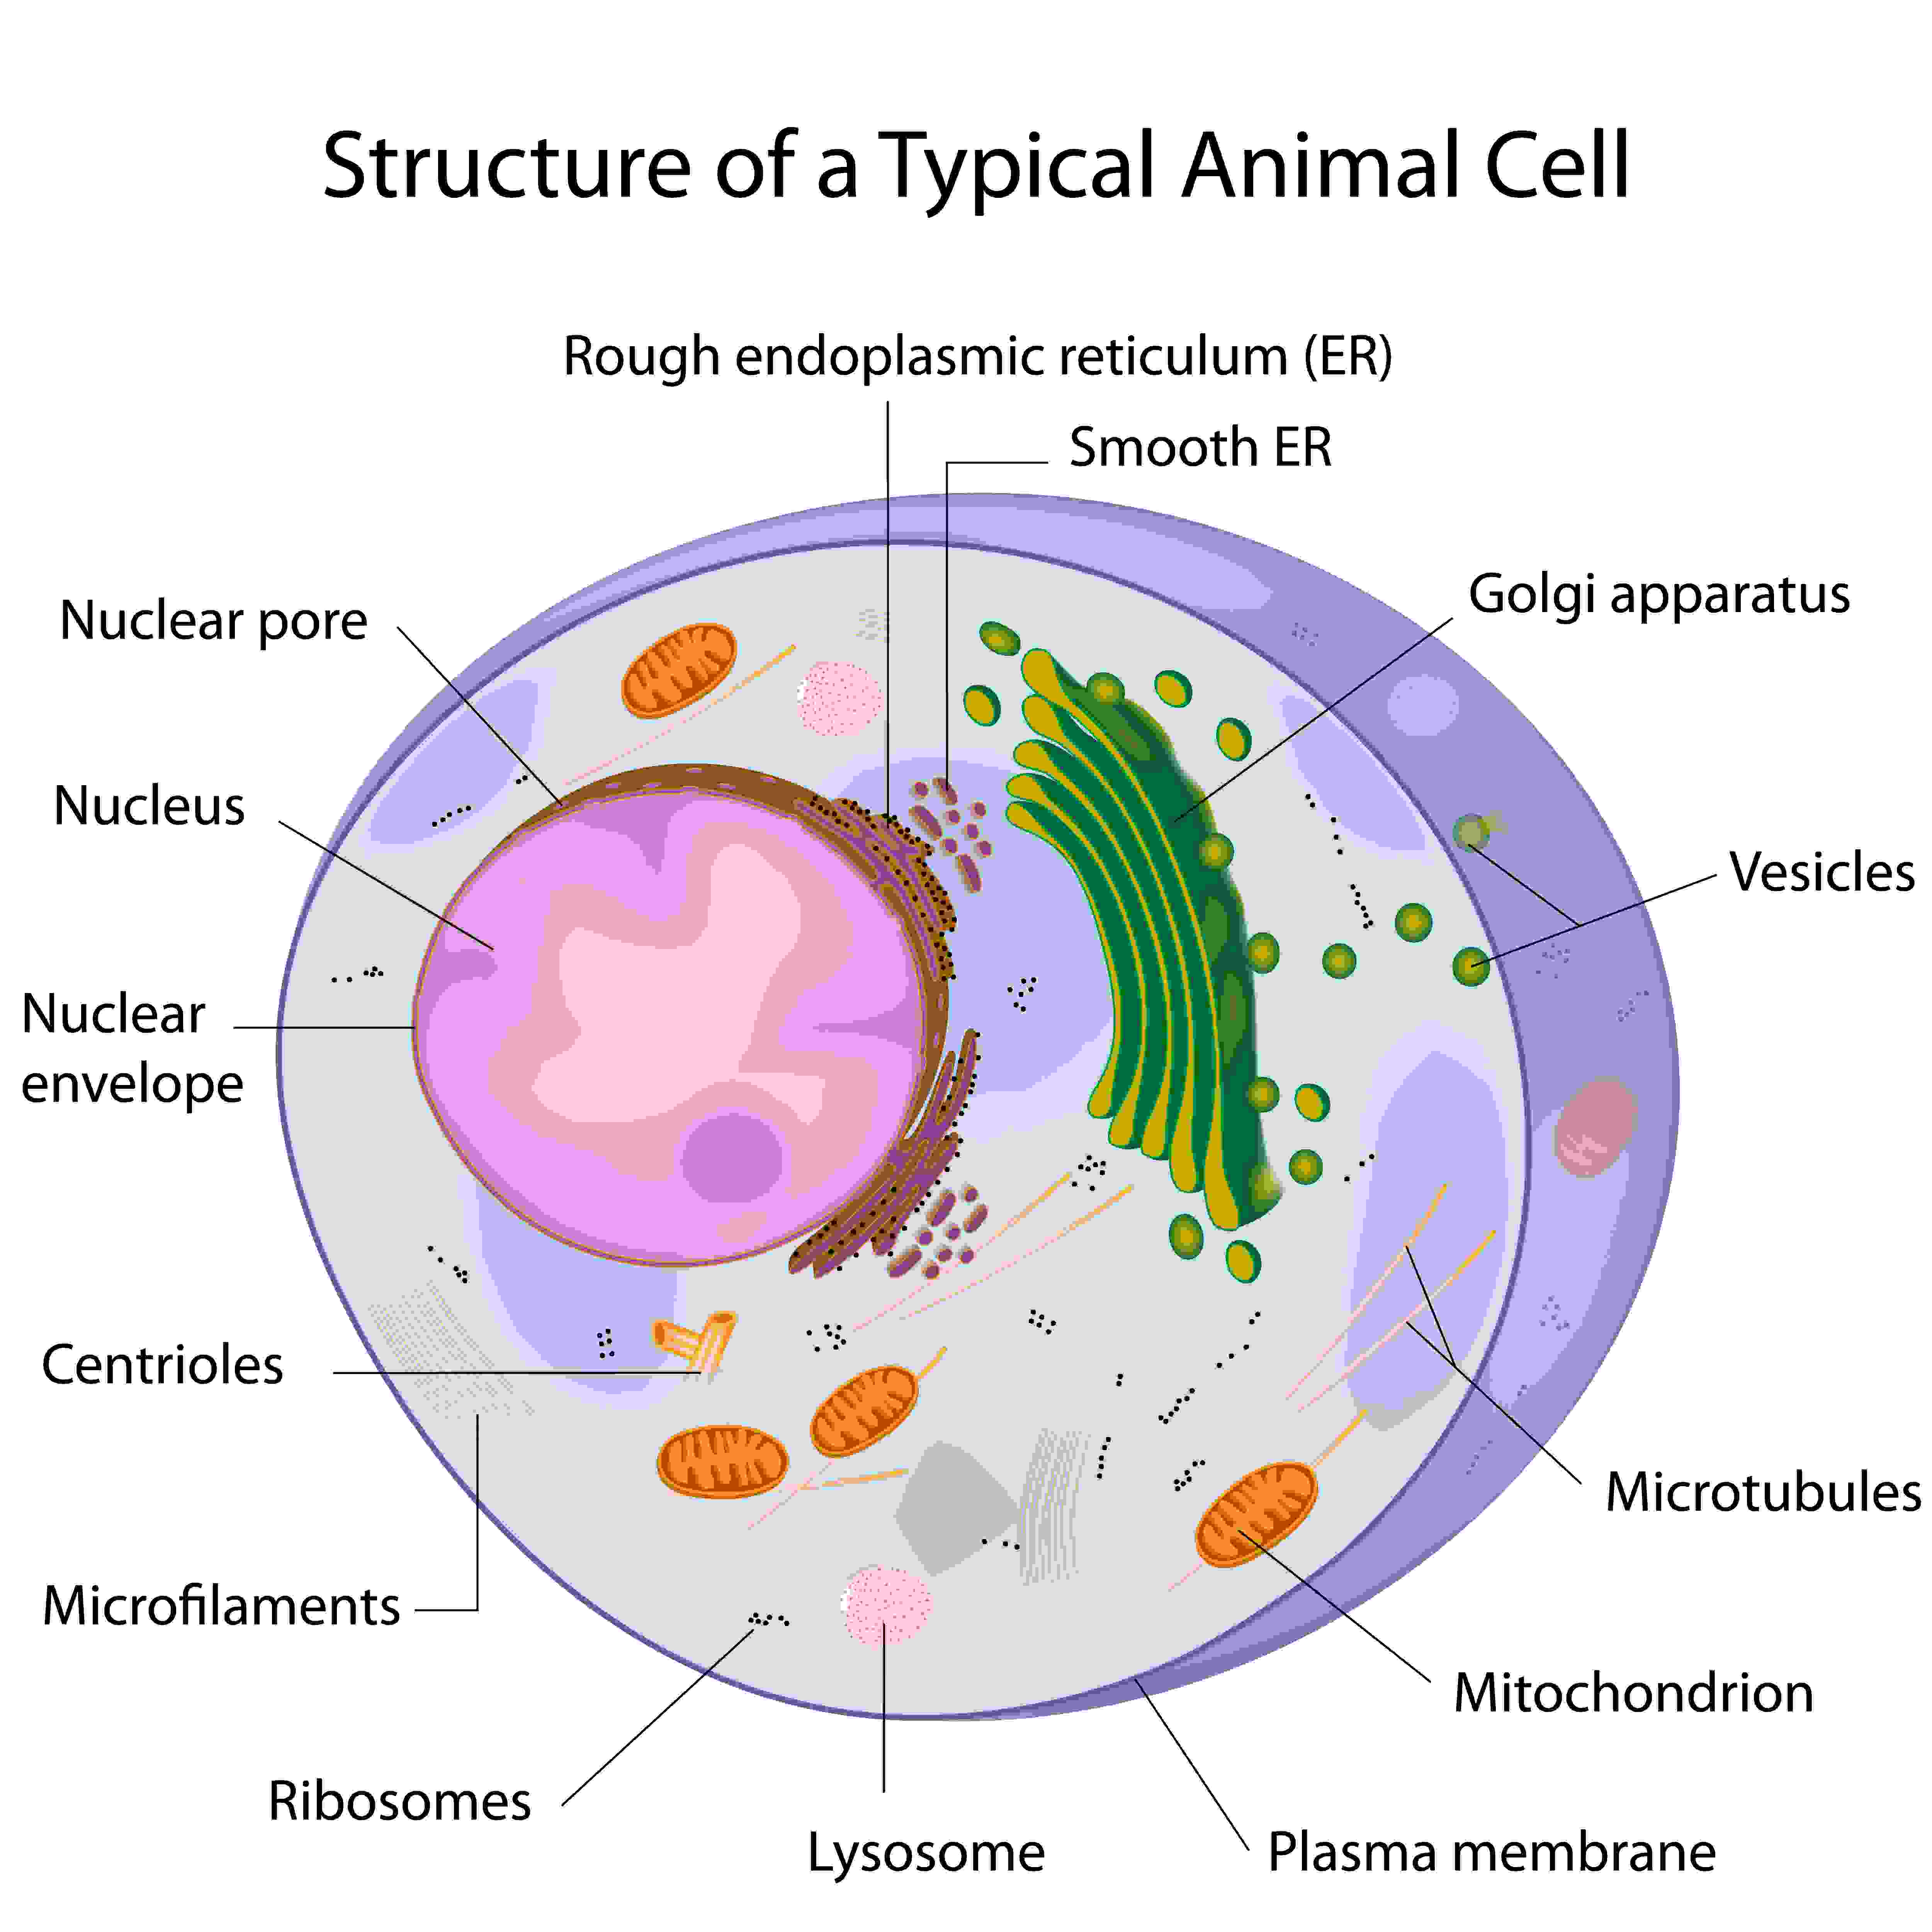 Structure of a Typical Animal Cell
Rough endoplasmic reticulum (ER)
Smooth ER
Golgi apparatus
Nuclear pore
Nucleus
Vesicles
Nuclear
envelope
Centrioles
Microtubules
Microfilaments
Mitochondrion
Ribosomes
Lysosome
Plasma membrane